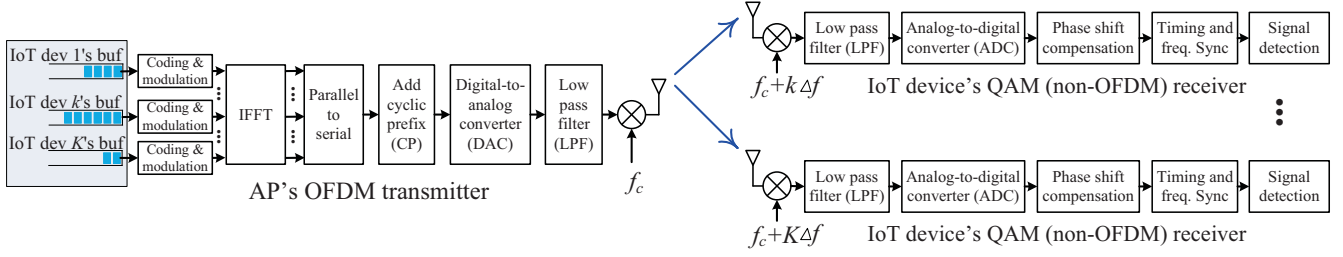 IoT dev 1's buf
IoT dev k's buf
IoT dev K's buf
Coding &
modulation
Coding &
modulation
Coding &
modulation
IFFT
Parallel
to
serial
Add
cyclic
prefix
(CP)
Digital-to-
analog
converter
(DAC)
Low
pass
filter
(LPF)
fc
AP's OFDM transmitter
fc+kΔf
Low pass
filter (LPF)
Analog-to-digital
converter (ADC)
Phase shift
compensation
Timing and
freq. Sync
Signal
detection
IoT device's QAM (non-OFDM) receiver
fc+KΔf
Low pass
filter (LPF)
Analog-to-digital
converter (ADC)
Phase shift
compensation
Timing and
freq. Sync
Signal
detection
IoT device's QAM (non-OFDM) receiver